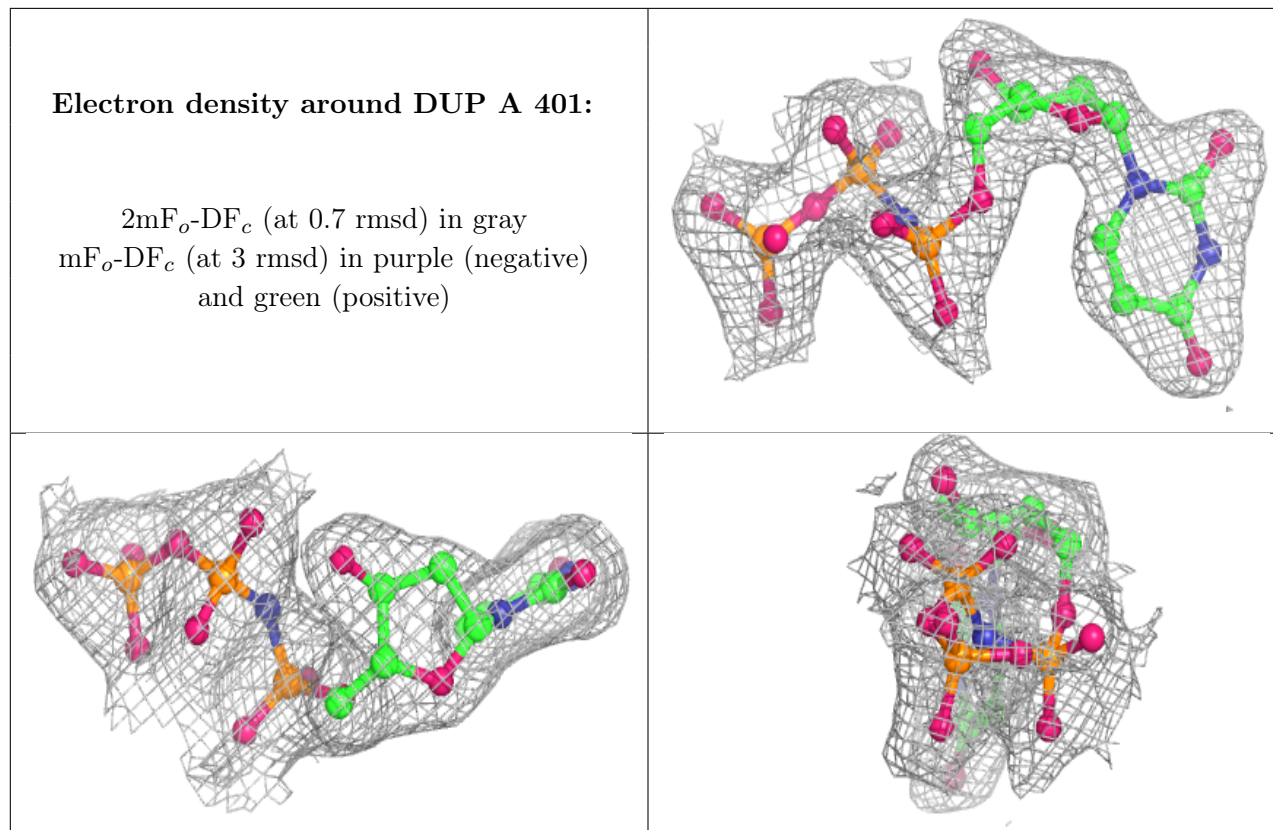 Electron density around DUP A 401:
2mFo-DFc (at 0.7 rmsd) in gray
mFo-DFc (at 3 rmsd) in purple (negative)
and green (positive)